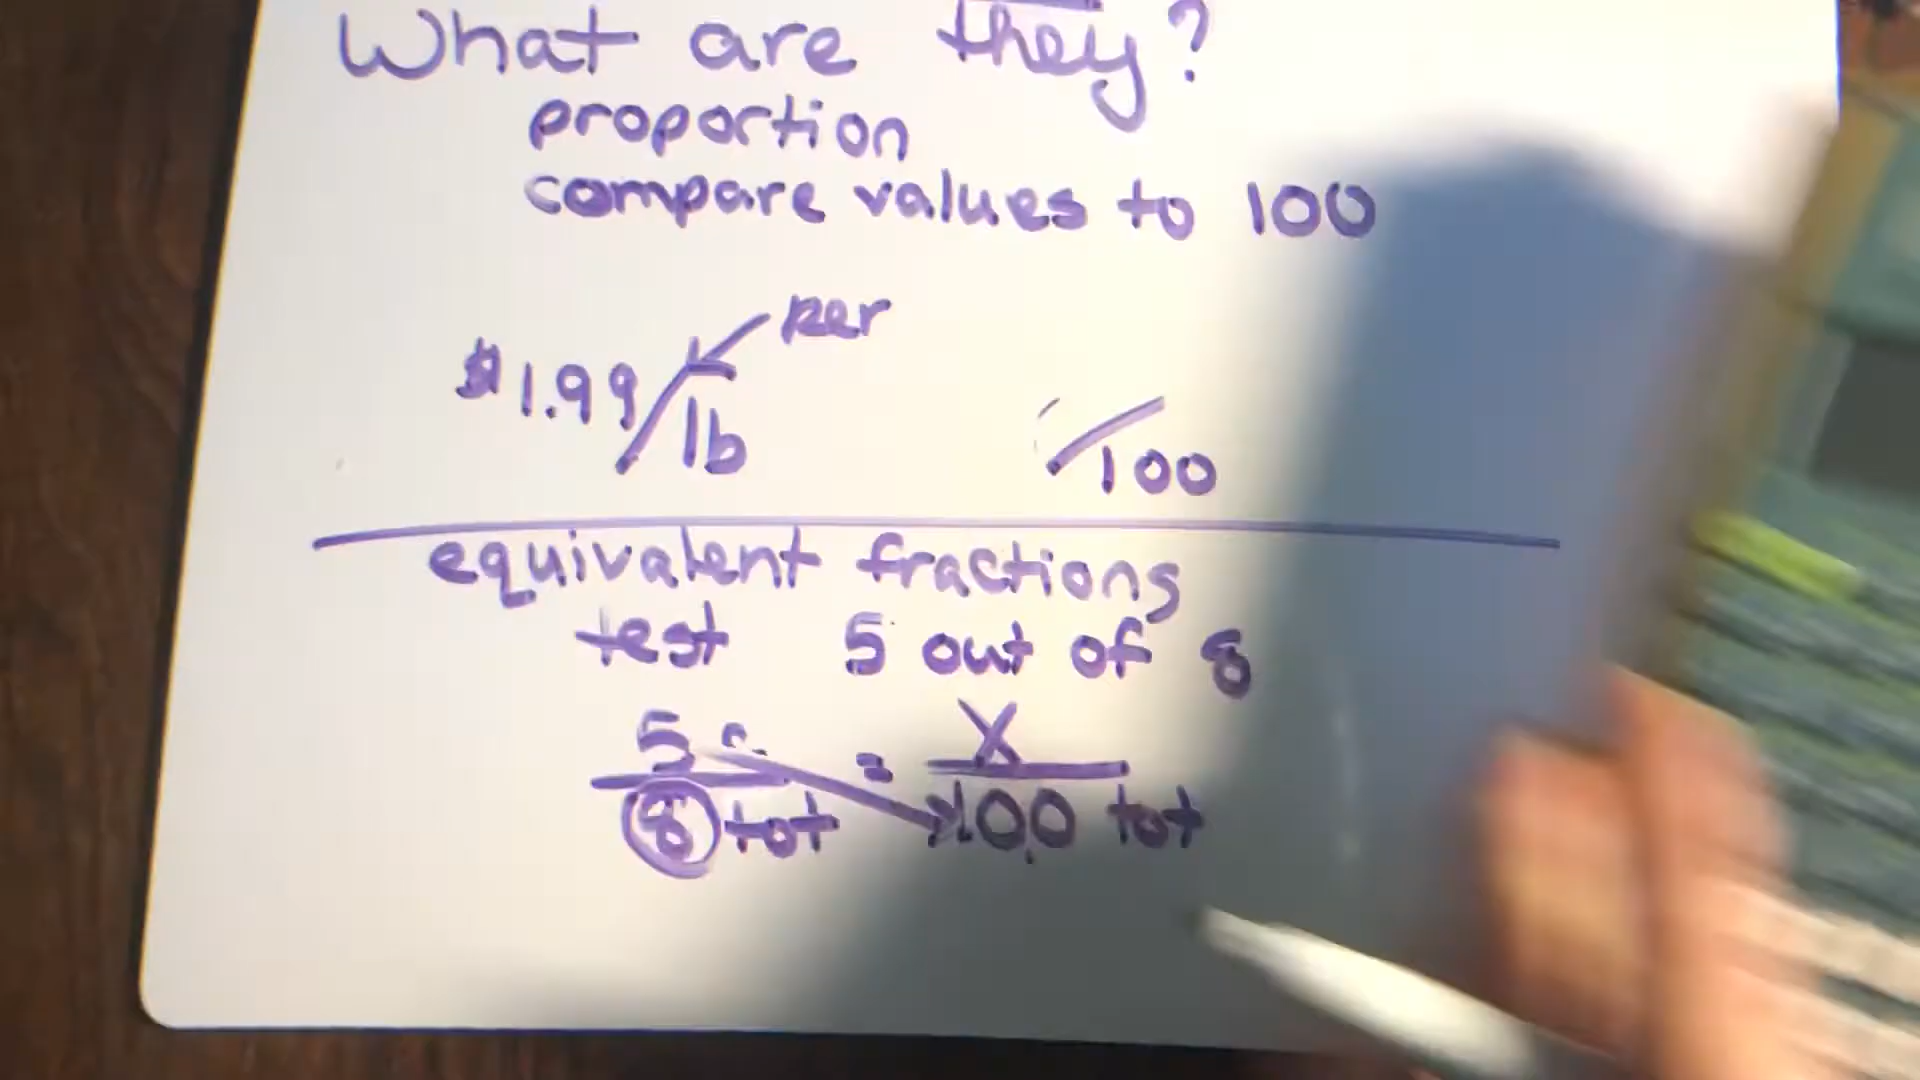 What are they?
proportion
compare values to 100
per
$1.99/lb
/100
equivalent fractions
test 5 out of 8
5 c. = X
8 tot 100 tot